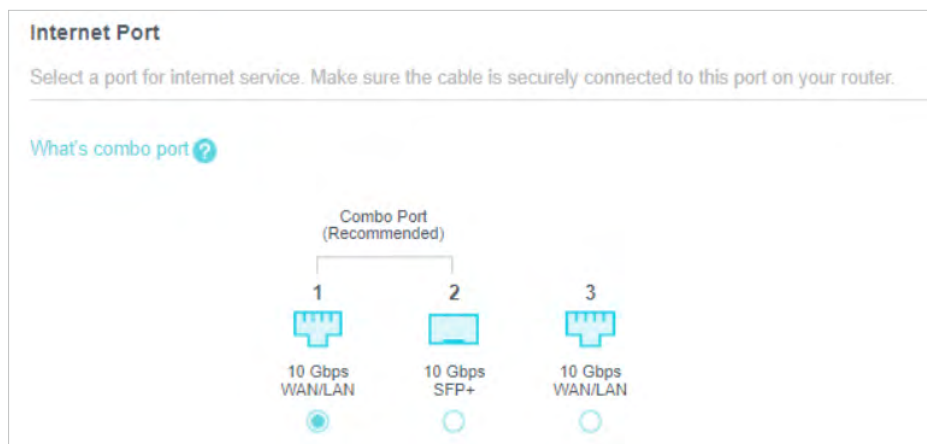 Internet Port
Select a port for internet service. Make sure the cable is securely connected to this port on your router.
What's combo port ?
Combo Port
(Recommended)
1 2 3
10 Gbps 10 Gbps 10 Gbps
WAN/LAN SFP+ WAN/LAN